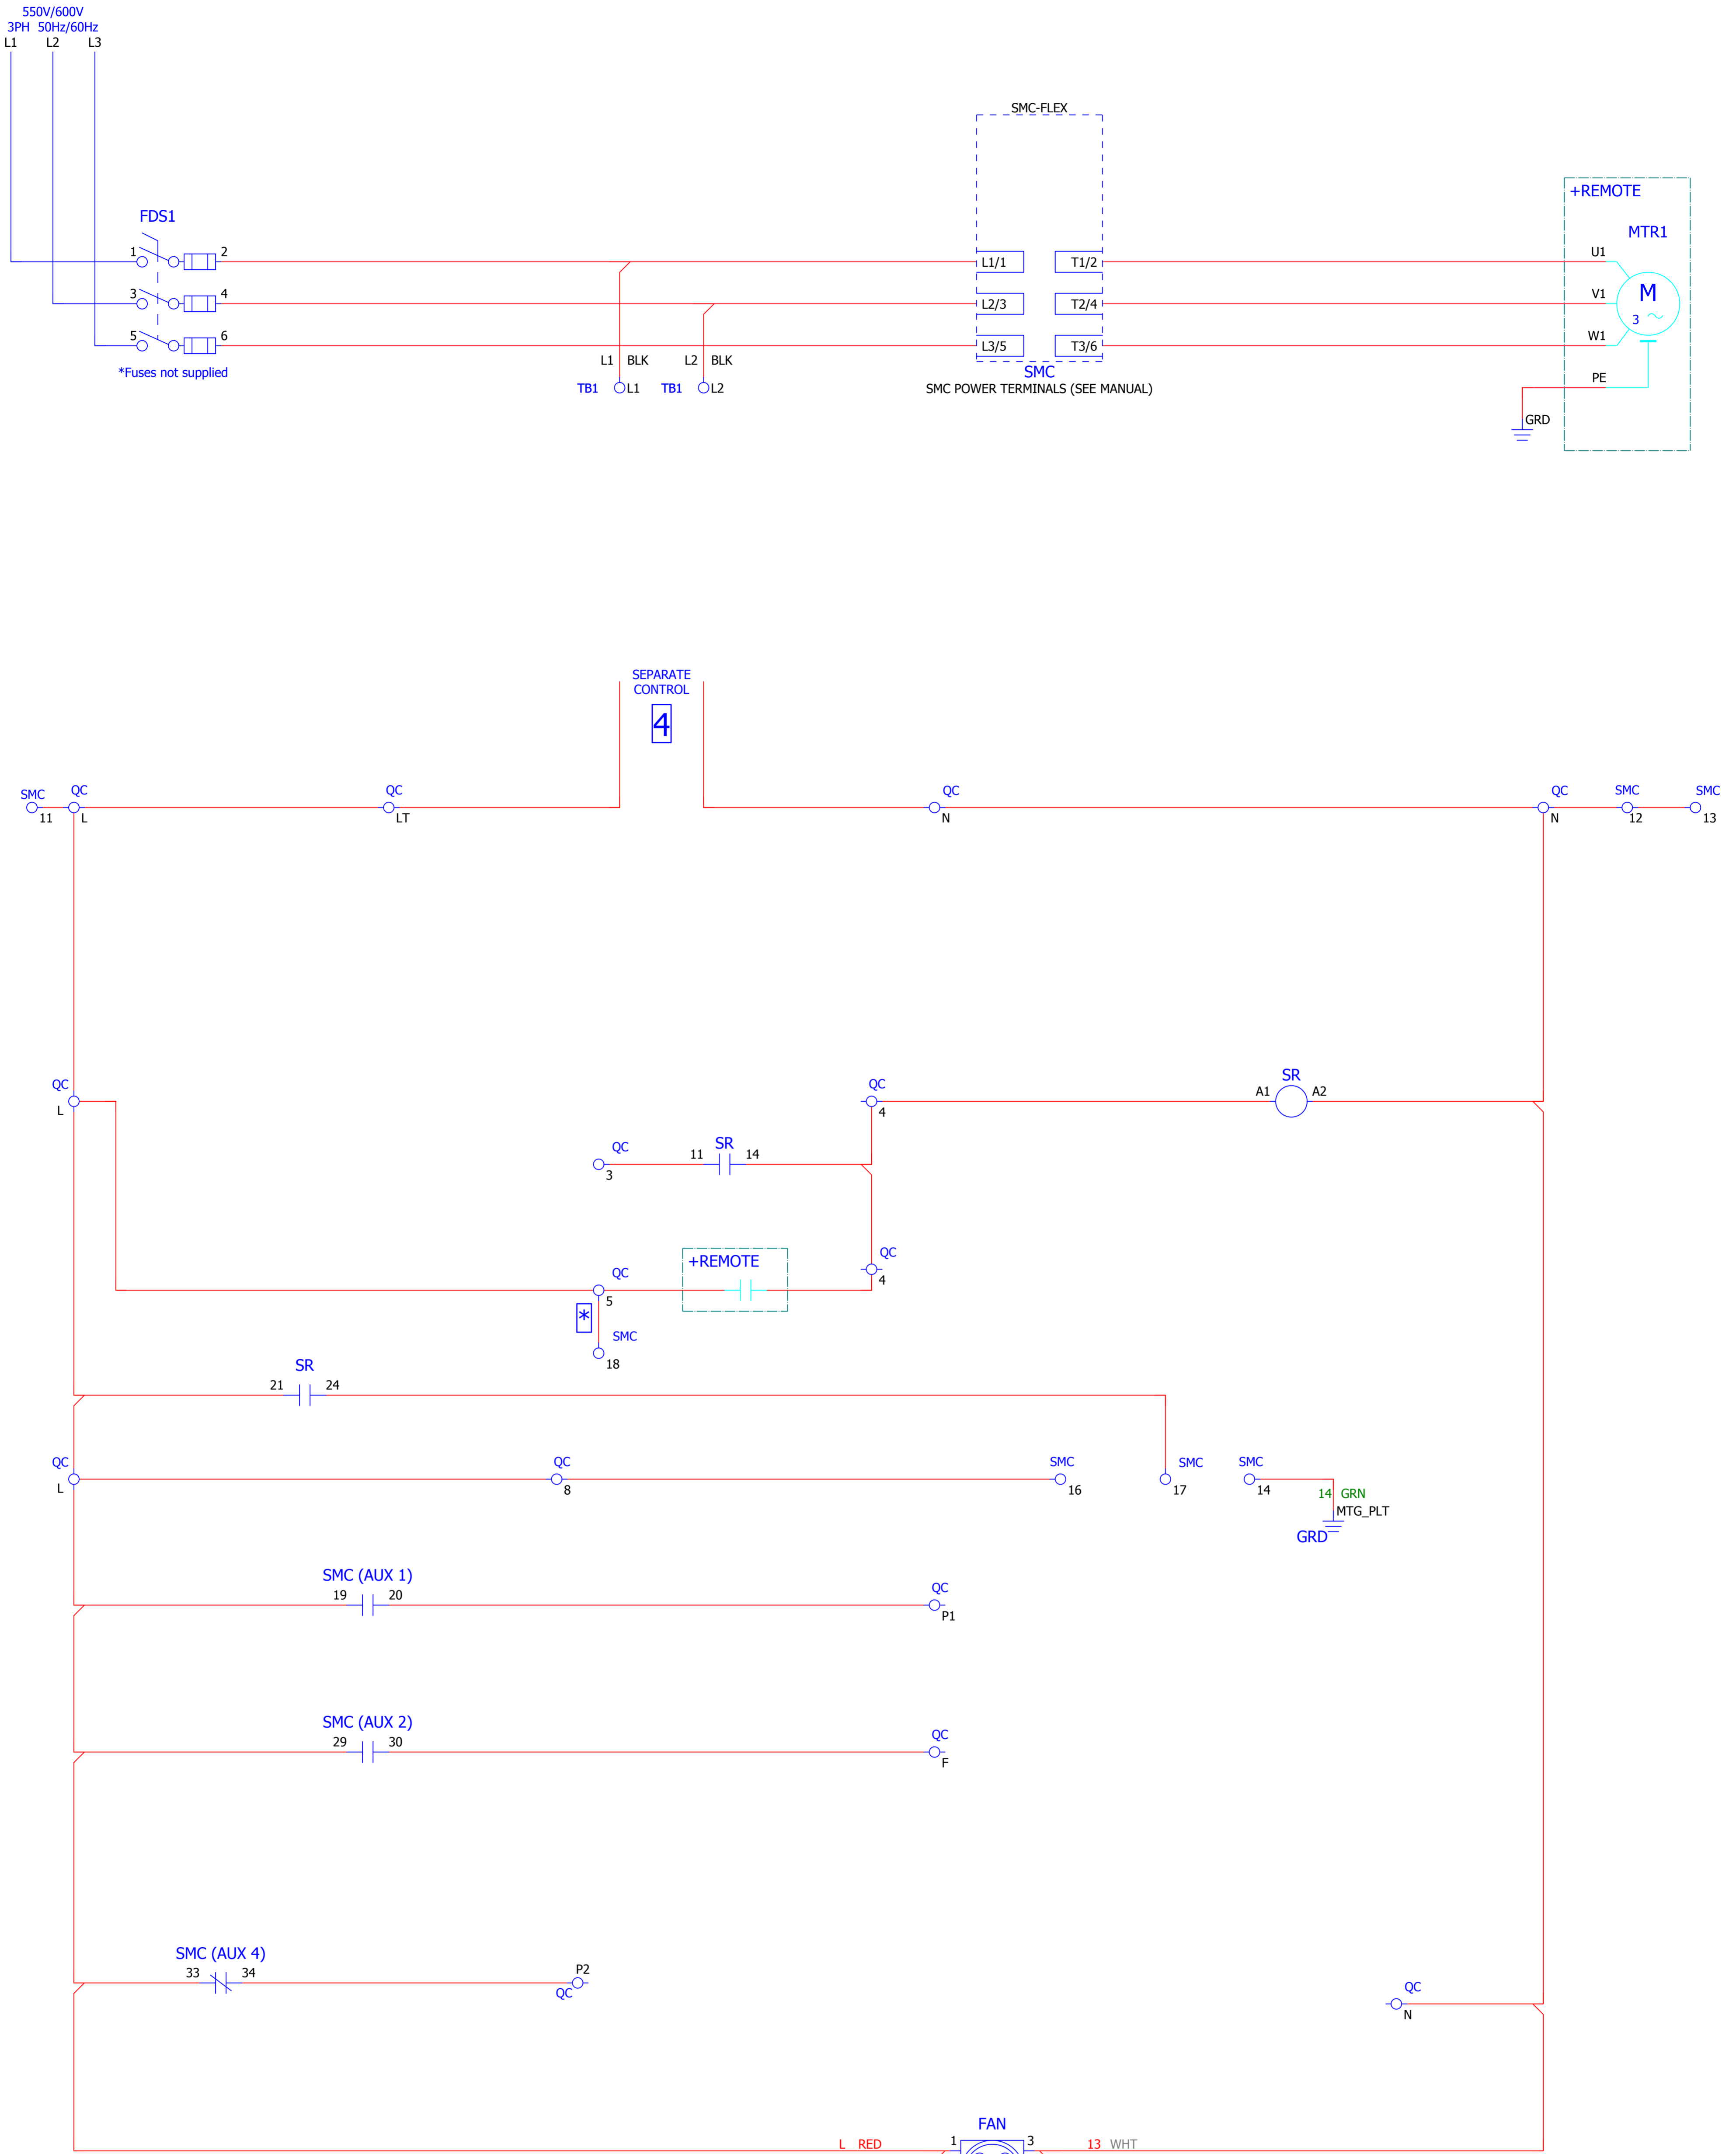 550V/600V
3PH 50Hz/60Hz
L1 L2 L3
SMC-FLEX
+REMOTE
MTR1
FDS1
1 2
L1/1 T1/2
U1
3 4
L2/3 T2/4
V1
M
3
5 6
L3/5 T3/6
W1
*Fuses not supplied
L1 BLK L2 BLK
TB1 L1 TB1 L2
SMC
SMC POWER TERMINALS (SEE MANUAL)
PE
GRD
SEPARATE
CONTROL
4
SMC QC QC QC QC SMC SMC
11 L LT N N 12 13
QC QC SR
L 4 A1 A2
QC SR
3 11 14
+REMOTE
QC QC
5 4
*
SMC
18
SR
21 24
QC QC SMC SMC SMC
L 8 16 17 14
14 GRN
MTG_PLT
GRD
SMC (AUX 1)
19 20
QC
P1
SMC (AUX 2)
29 30
QC
F
SMC (AUX 4)
33 34
P2
QC
QC
N
FAN
L RED 1 3 13 WHT